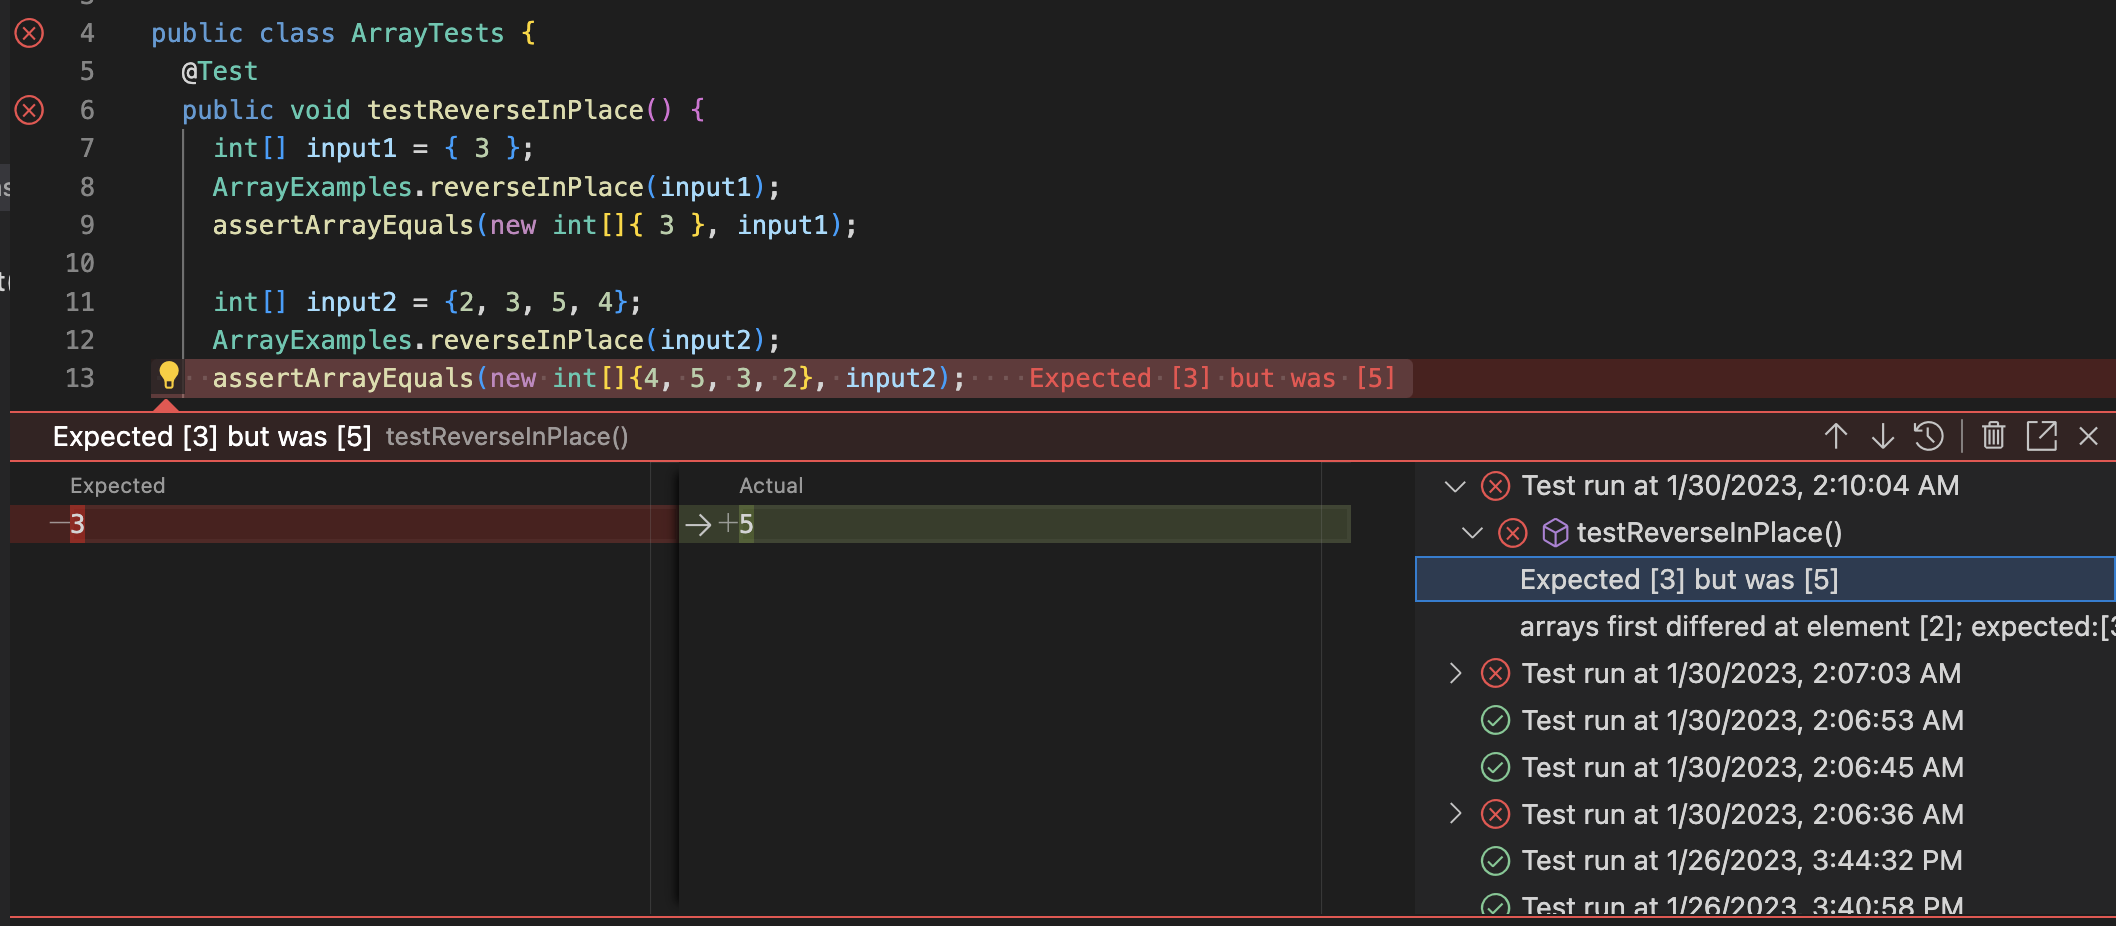 4 public class ArrayTests {
5 @Test
6 public void testReverseInPlace() {
7 int[] input1 = { 3 };
8 ArrayExamples.reverseInPlace(input1);
9 assertArrayEquals(new int[]{ 3 }, input1);
10
11 int[] input2 = {2, 3, 5, 4};
12 ArrayExamples.reverseInPlace(input2);
13 assertArrayEquals(new int[]{4, 5, 3, 2}, input2); Expected [3] but was [5]
Expected [3] but was [5] testReverseInPlace()
Expected Actual
3 5
Test run at 1/30/2023, 2:10:04 AM
testReverseInPlace()
Expected [3] but was [5]
arrays first differed at element [2]; expected:[3
Test run at 1/30/2023, 2:07:03 AM
Test run at 1/30/2023, 2:06:53 AM
Test run at 1/30/2023, 2:06:45 AM
Test run at 1/30/2023, 2:06:36 AM
Test run at 1/26/2023, 3:44:32 PM
Test run at 1/26/2023, 3:40:58 PM